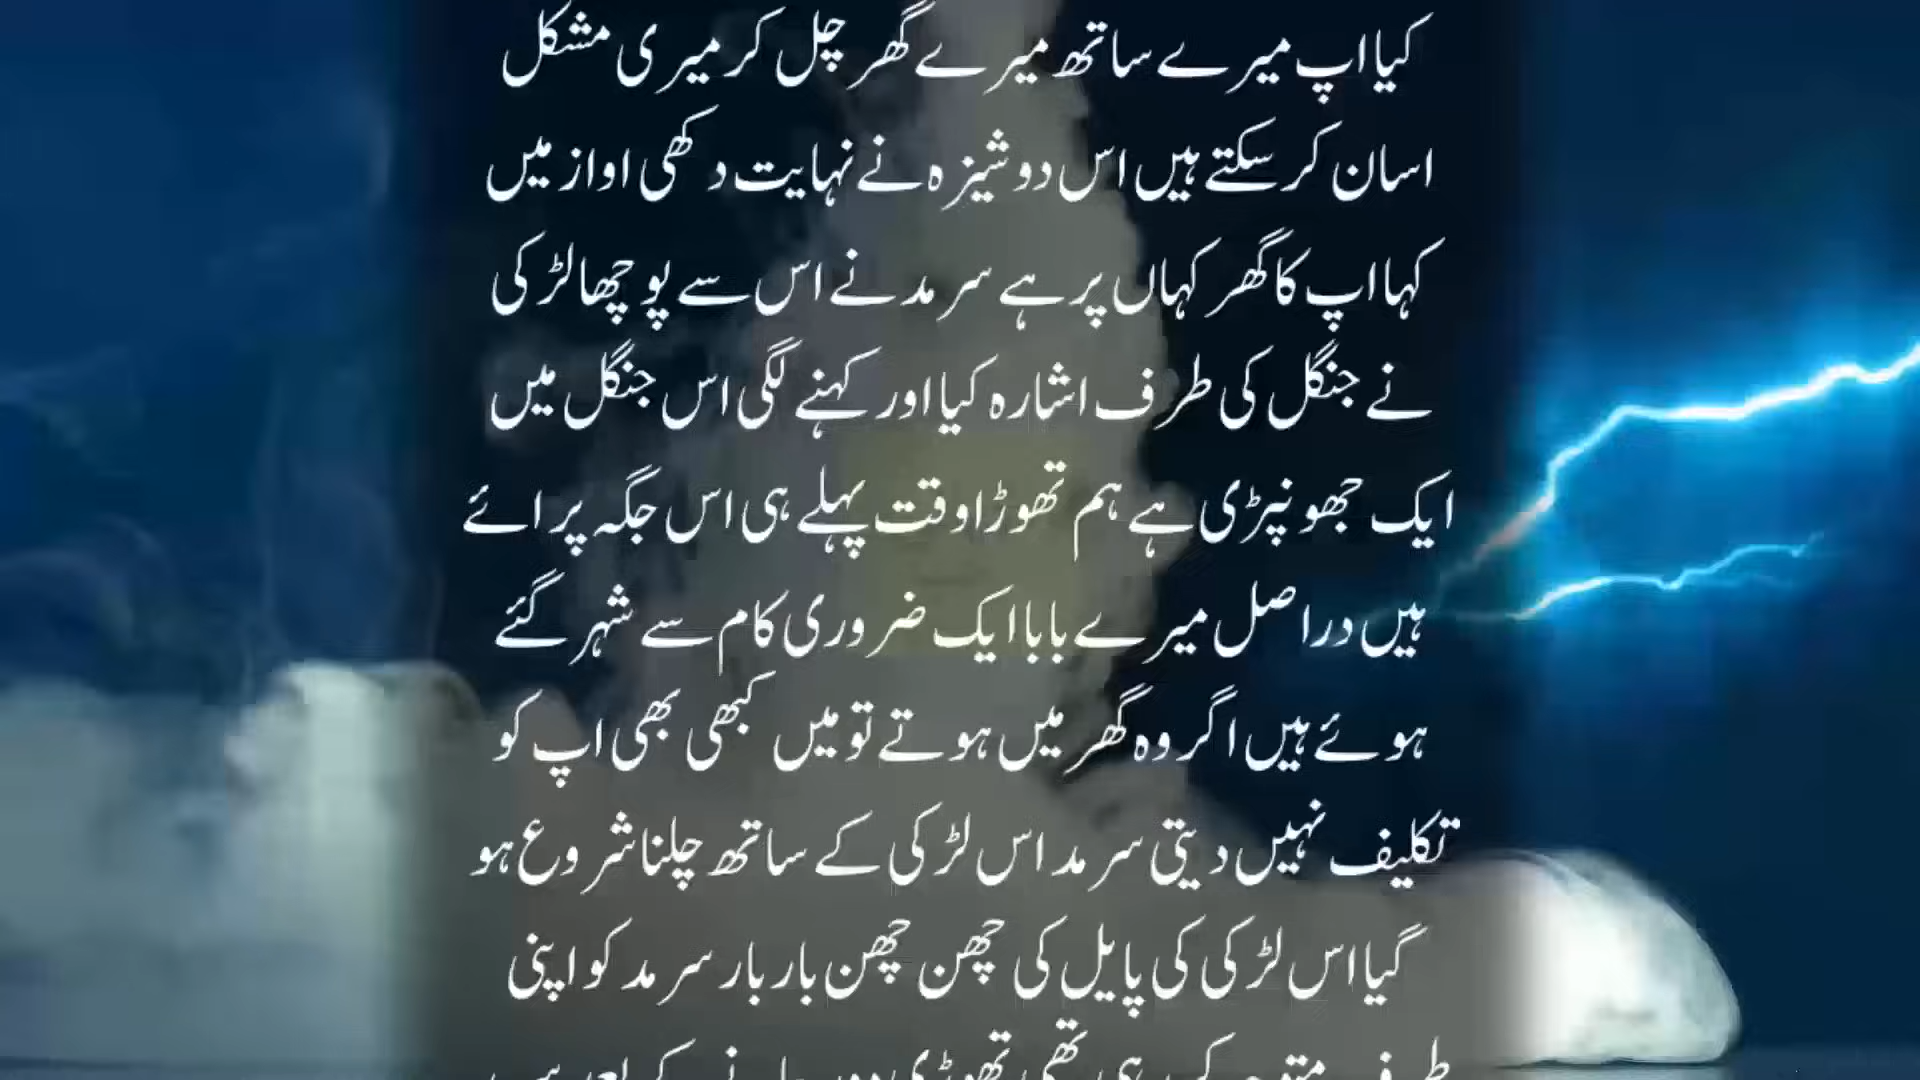 کیا اپ میرے ساتھ میرے گھر چل کر میری مشکل
اسان کر سکتے ہیں اس دوشیزہ نے نہایت دکھی اواز میں
کہا اپ کا گھر کہاں پر ہے سرمد نے اس سے پوچھا لڑکی
نے جنگل کی طرف اشارہ کیا اور کہنے لگی اس جنگل میں
ایک جھونپڑی ہے ہم تھوڑا وقت پہلے ہی اس جگہ پر ائے
ہیں دراصل میرے بابا ایک ضروری کام سے شہر گئے
ہوئے ہیں اگر وہ گھر میں ہوتے تو میں کبھی بھی اپ کو
تکلیف نہیں دیتی سرمد اس لڑکی کے ساتھ چلنا شروع ہو
گیا اس لڑکی کی پایل کی چھن چھن بار بار سرمد کو اپنی